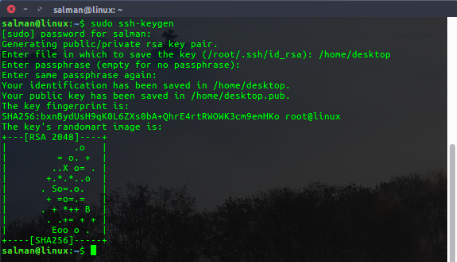 salman@linux: ~
salman@linux:~$ sudo ssh-keygen
[sudo] password for salman:
Generating public/private rsa key pair.
Enter file in which to save the key (/root/.ssh/id_rsa): /home/desktop
Enter passphrase (empty for no passphrase):
Enter same passphrase again:
Your identification has been saved in /home/desktop.
Your public key has been saved in /home/desktop.pub.
The key fingerprint is:
SHA256:bxnBydUsH9qK0L6ZXs0bA+QhrE4rtRWOWK3cm9emHKo root@linux
The key's randomart image is:
+---[RSA 2048]----+
|            .o   |
|         = o. +  |
|        ..X o= . |
|       +.*.*..o  |
|      . So=.o.   |
|       + =o=.=   |
|      . + *++ B  |
|       . .+= + + |
|        Eoo o .  |
+----[SHA256]-----+
salman@linux:~$